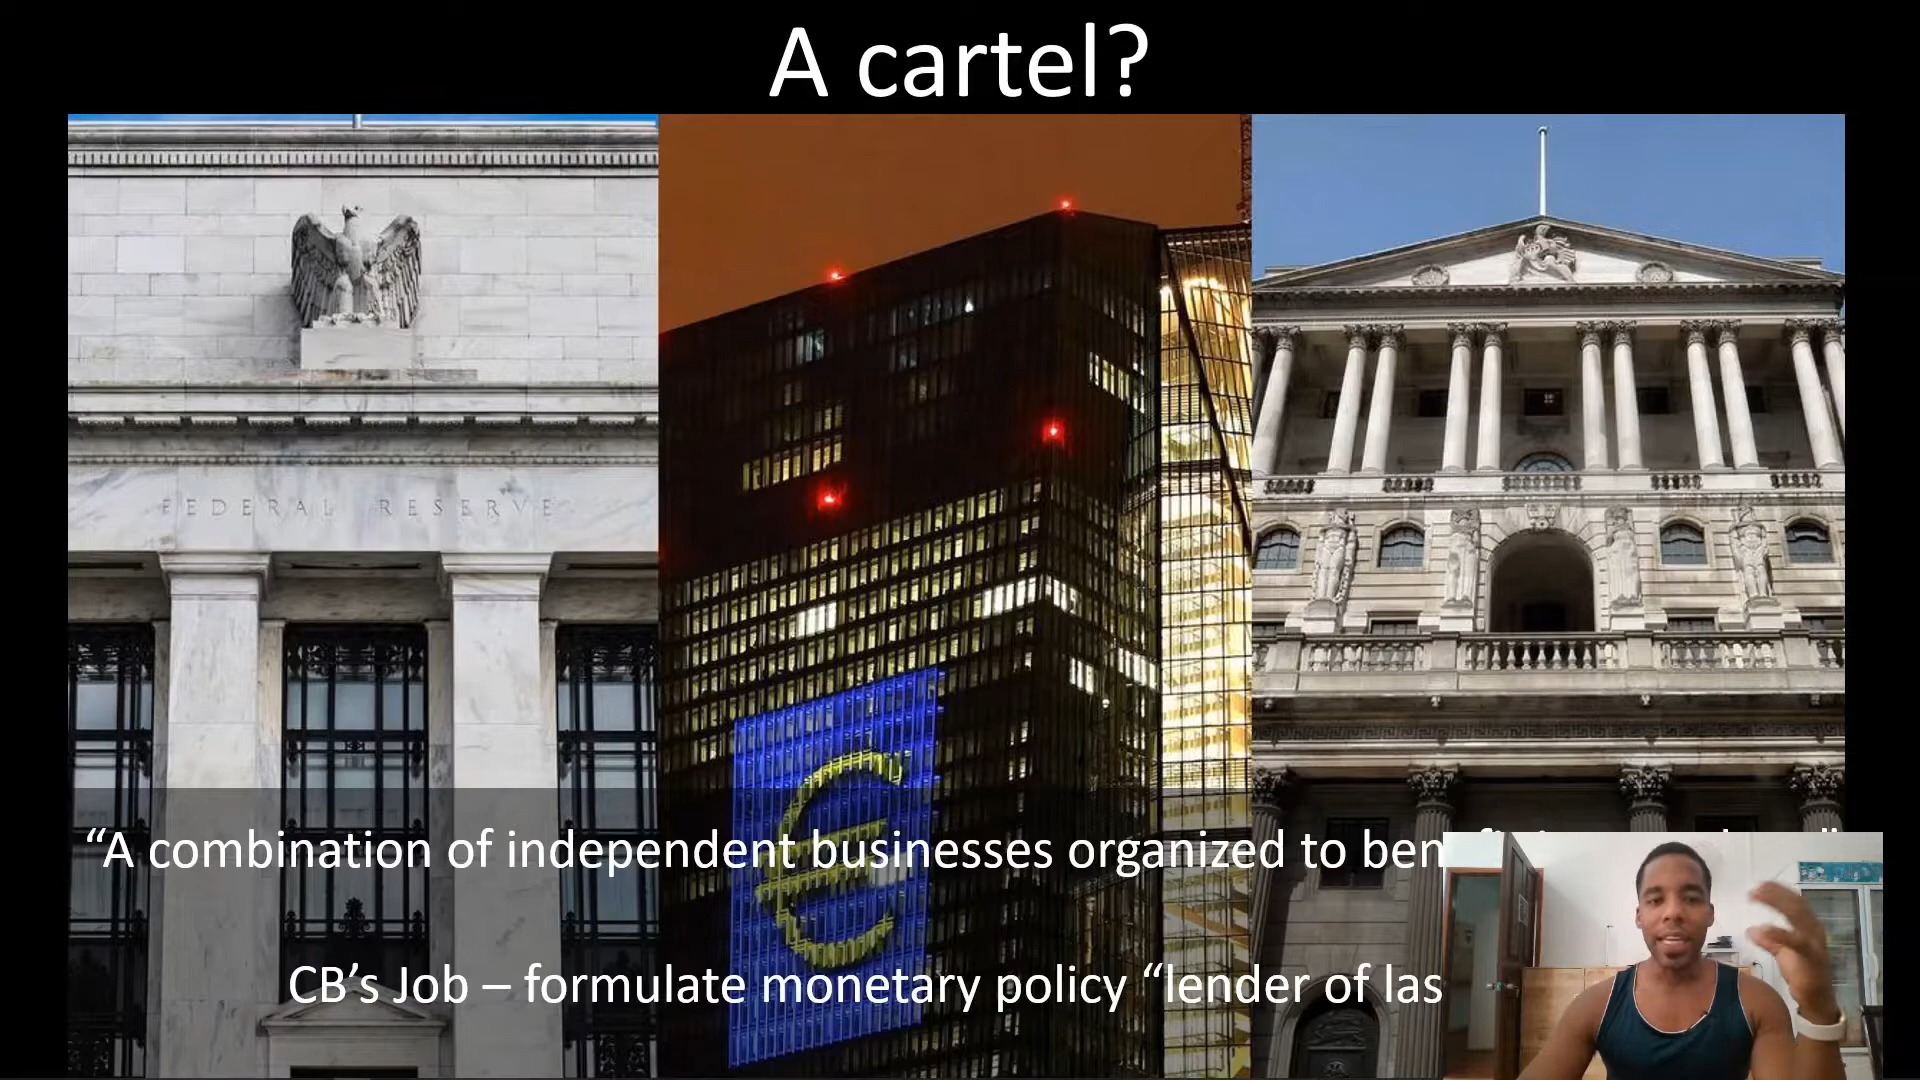 A cartel?
FEDERAL RESERVE
€
“A combination of independent businesses organized to ben
CB’s Job – formulate monetary policy “lender of las